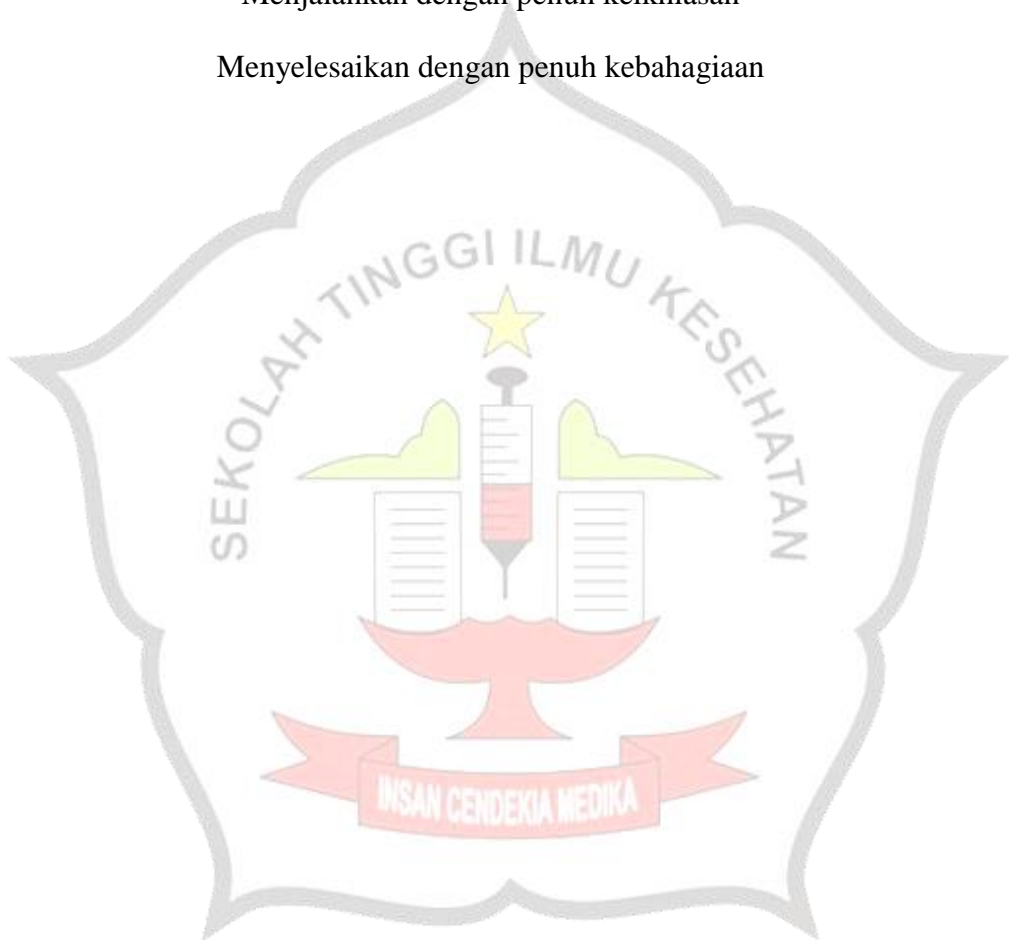 Menjalankan dengan penuh keikhlasan
Menyelesaikan dengan penuh kebahagiaan
SEKOLAH TINGGI ILMU KESEHATAN
INSAN CENDEKIA MEDIKA